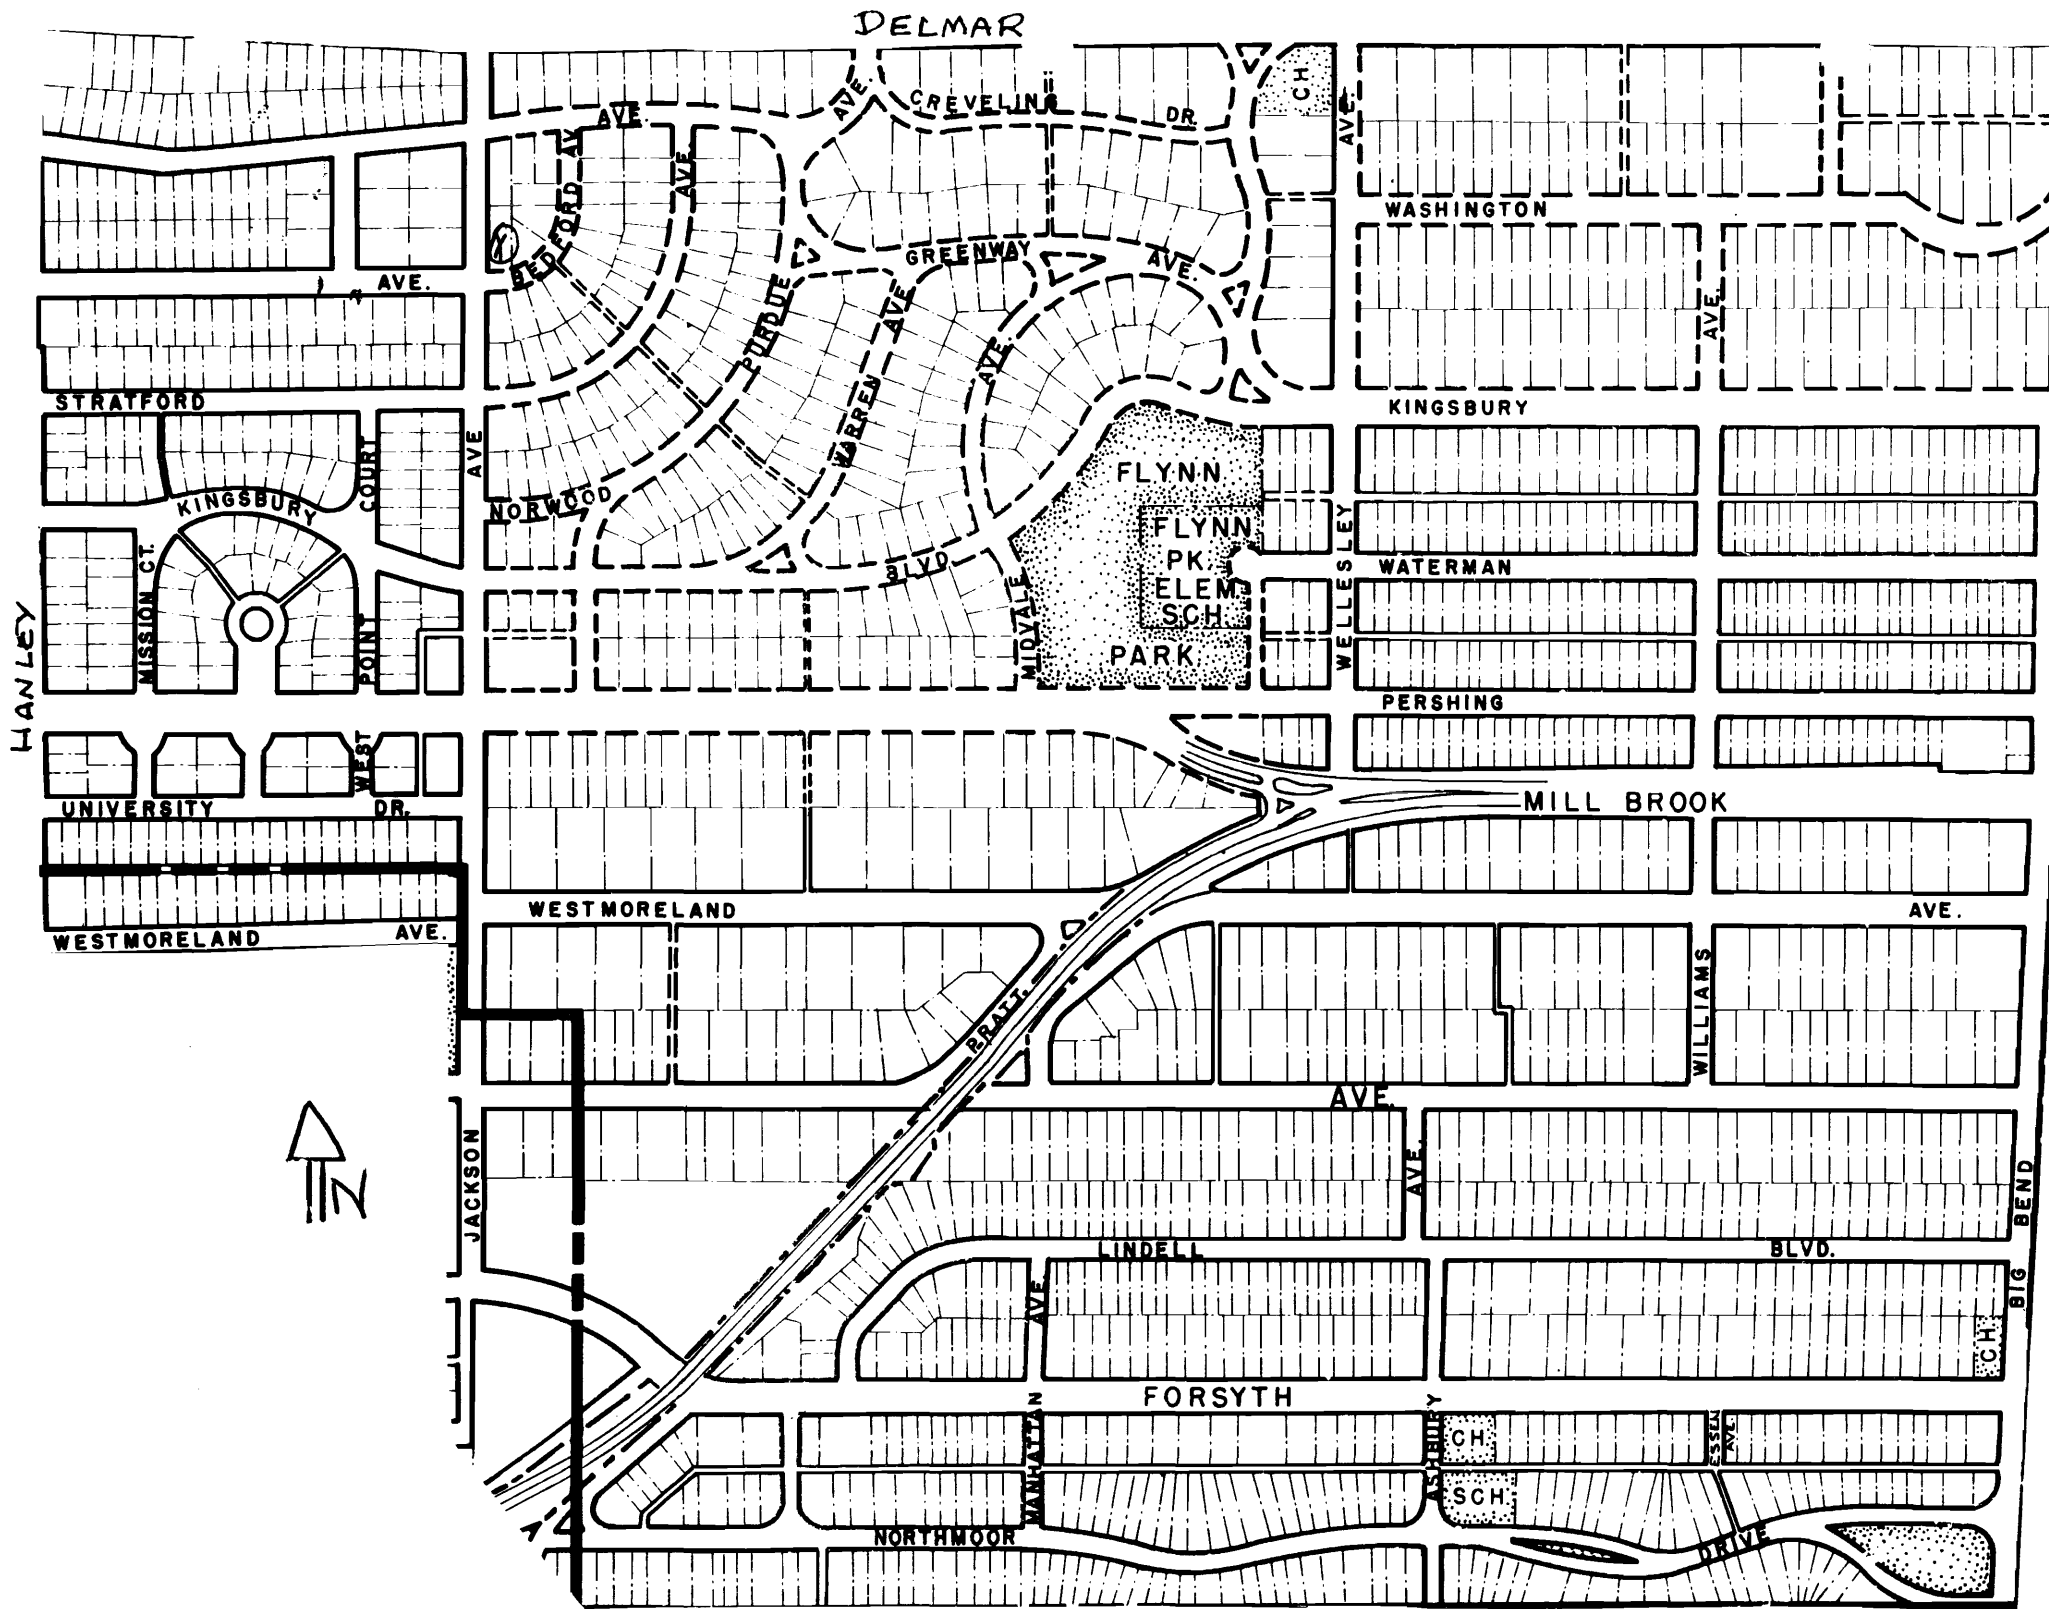 DELMAR
CH
CREVELING
DR.
AVE.
AVE.
AVE.
AVE.
BEDFORD AV
WASHINGTON
GREENWAY
AVE.
AVE.
PURDUE
AVE
AVE.
AVE.
STRATFORD
KINGSBURY
COURT
AVE
WARREN
KINGSBURY
FLYNN
NORWOOD
FLYNN
PK.
ELEM
SCH.
PARK
BLVD
MIDVALE
WELLESLEY
WATERMAN
HANLEY
MISSION CT.
POINT
WEST
PERSHING
UNIVERSITY
DR.
MILL BROOK
WESTMORELAND
AVE.
WESTMORELAND
AVE.
WILLIAMS
PRATT.
AVE.
N
JACKSON
AVE.
BIG BEND
LINDELL
BLVD.
AVE
CH
FORSYTH
MANHATTAN
ASHBURY
CH
ESSEX
AVE
SCH.
NORTHMOOR
DRIVE